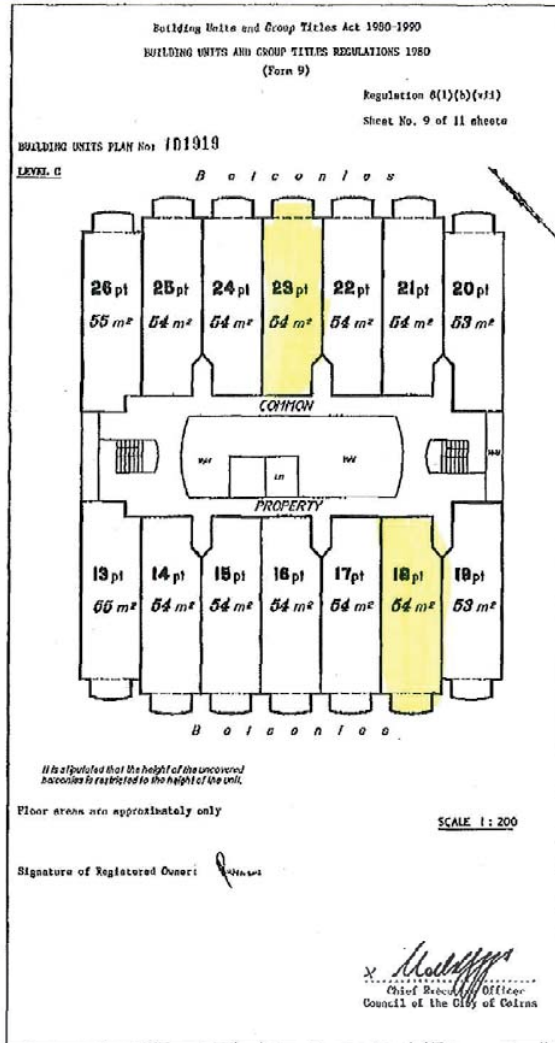 Building Units and Group Titles Act 1980-1990
BUILDING UNITS AND GROUP TITLES REGULATIONS 1980
(Form 9)
Regulation 8(1)(b)(vii)
Sheet No. 9 of 11 sheets
BUILDING UNITS PLAN No: 101919
LEVEL C
Balconies
26 pt 25 pt 24 pt 23 pt 22 pt 21 pt 20 pt
55 m² 54 m² 54 m² 54 m² 54 m² 54 m² 53 m²
COMMON
PROPERTY
13 pt 14 pt 15 pt 16 pt 17 pt 18 pt 19 pt
55 m² 54 m² 54 m² 54 m² 54 m² 54 m² 53 m²
Balconies
It is stipulated that the height of the uncovered
balconies is restricted to the height of the unit.
Floor areas are approximately only
SCALE 1 : 200
Signature of Registered Owner:
Chief Executive Officer
Council of the City of Cairns